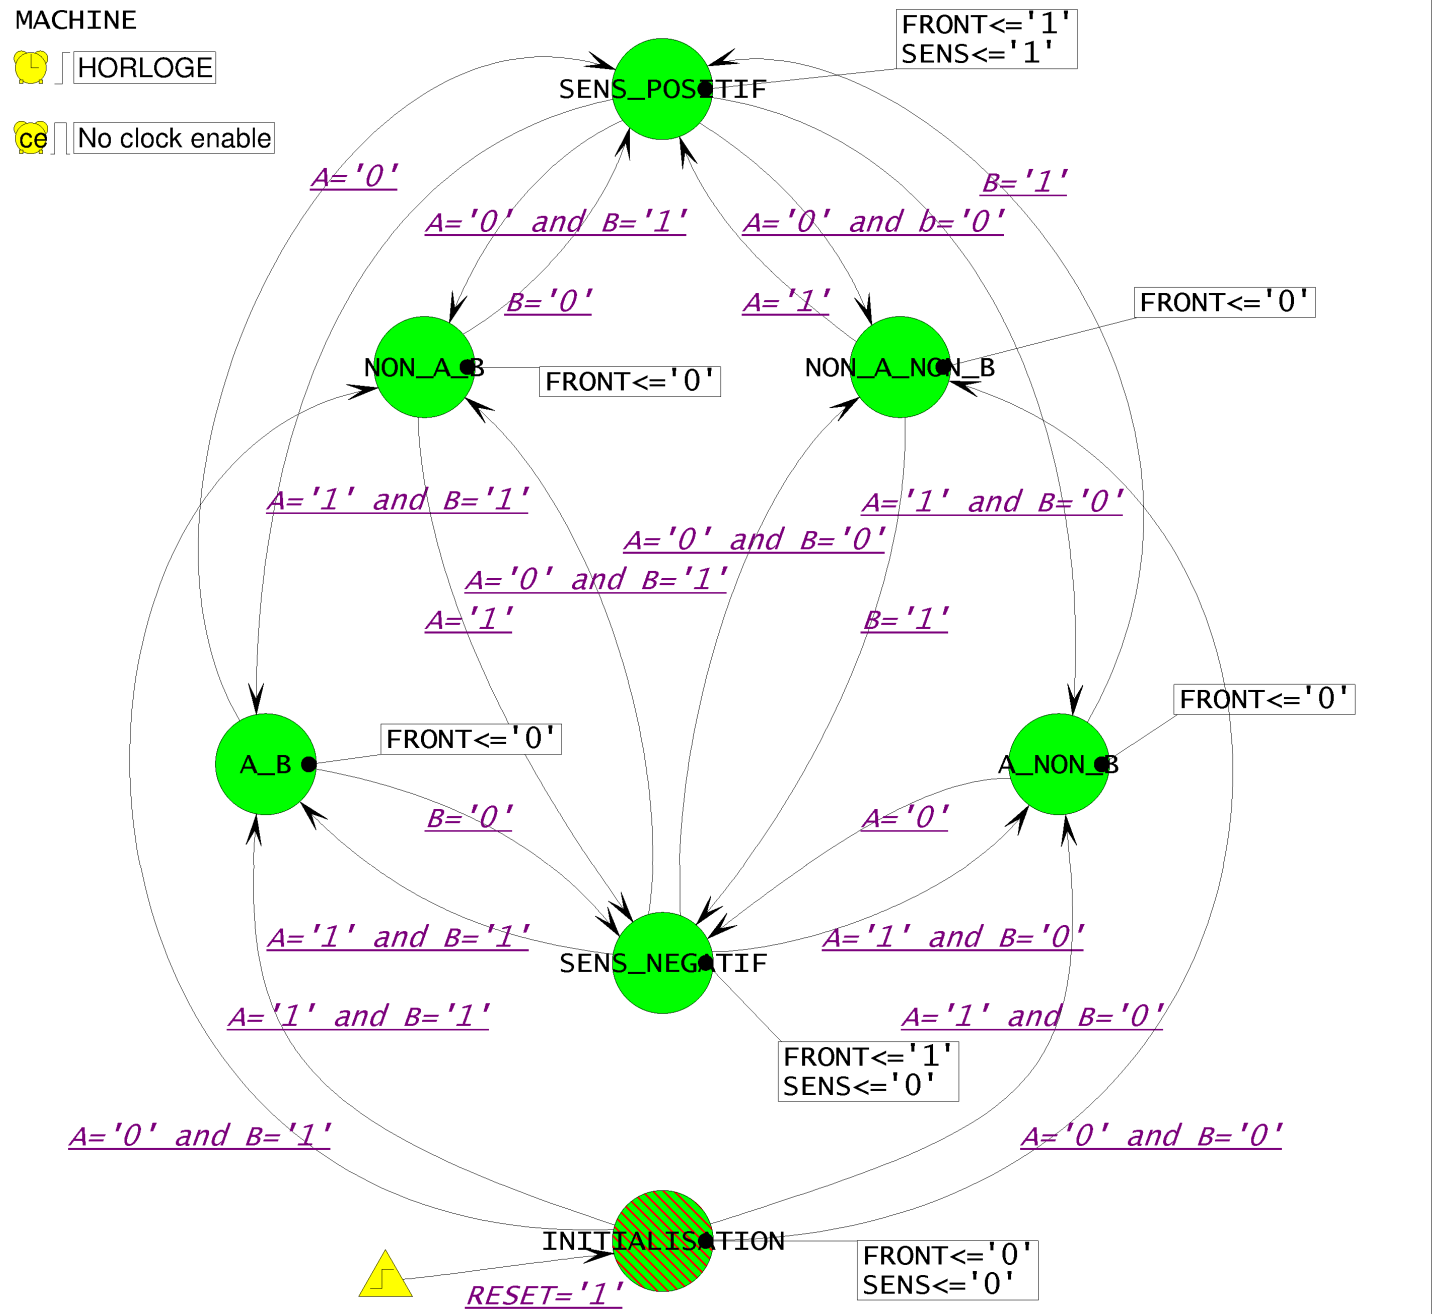 MACHINE
HORLOGE
ce No clock enable
FRONT<='1'
SENS<='1'
SENS_POSITIF
A='0'
B='1'
A='0' and B='1'
A='0' and b='0'
B='0'
A='1'
FRONT<='0'
NON_A_B
FRONT<='0'
NON_A_NON_B
A='1' and B='1'
A='1' and B='0'
A='0' and B='0'
A='0' and B='1'
A='1'
B='1'
FRONT<='0'
FRONT<='0'
A_B
A_NON_B
B='0'
A='0'
A='1' and B='1'
A='1' and B='0'
SENS_NEGATIF
A='1' and B='1'
A='1' and B='0'
FRONT<='1'
SENS<='0'
A='0' and B='1'
A='0' and B='0'
INITIALISATION
FRONT<='0'
SENS<='0'
RESET='1'